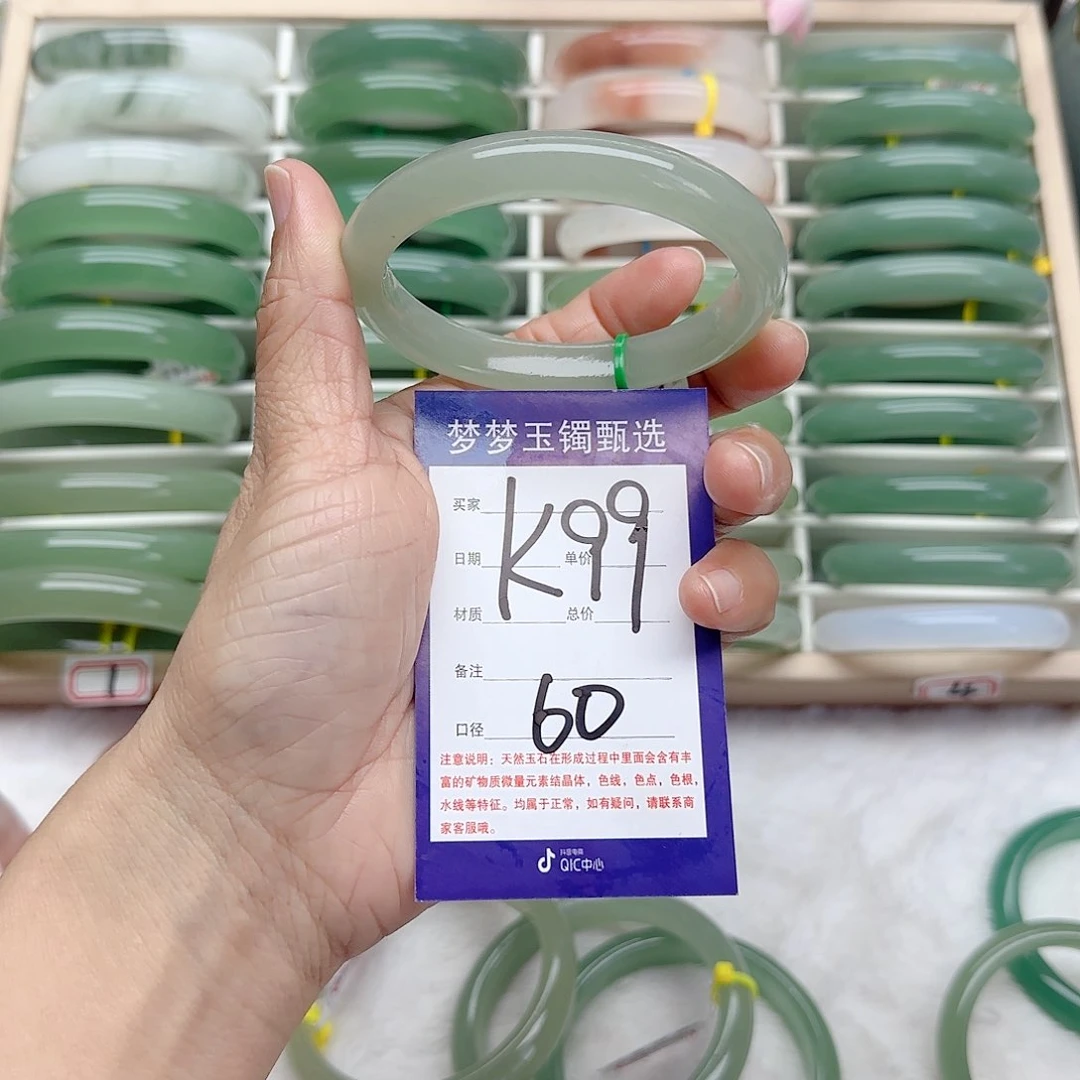 梦梦玉镯甄选
买家
K99
日期 单价
材质 总价
备注
口径 60
注意说明：天然玉石在形成过程中里面会含有丰
富的矿物质微量元素结晶体，色线，色点，色根，
水线等特征。均属于正常，如有疑问，请联系商
家客服哦。
抖音电商
QIC中心
1